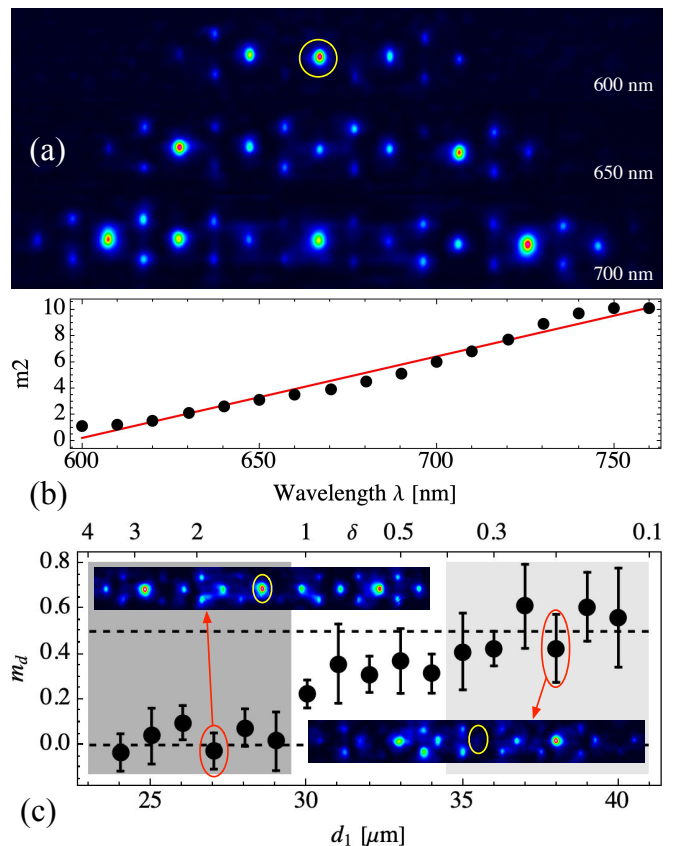 600 nm
(a)
650 nm
700 nm
10
8
6
4
2
0
m2
600 650 700 750
Wavelength λ [nm]
(b)
4 3 2 1 δ 0.5 0.3 0.1
0.8
0.6
0.4
0.2
0.0
m_d
25 30 35 40
(c)
d₁ [μm]